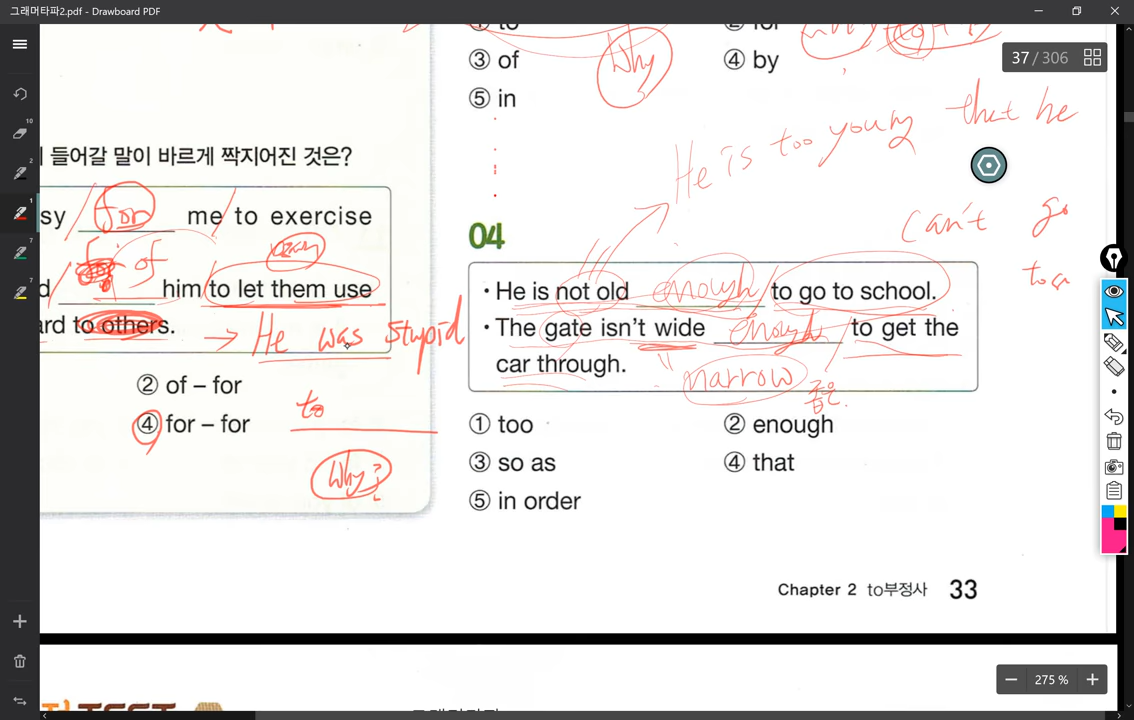 그래머타파2.pdf - Drawboard PDF
37 / 306
③ of
④ by
⑤ in
Why
He is too young that he
can't go
들어갈 말이 바르게 짝지어진 것은?
sy for me to exercise
of
him to let them use
ard to others.
→ He was stupid
② of – for
④ for – for
to
Why?
04
• He is not old enough to go to school.
• The gate isn't wide enough to get the
car through.
narrow
좁은
① too
② enough
③ so as
④ that
⑤ in order
Chapter 2 to부정사 33
275 %
10
2
1
7
7